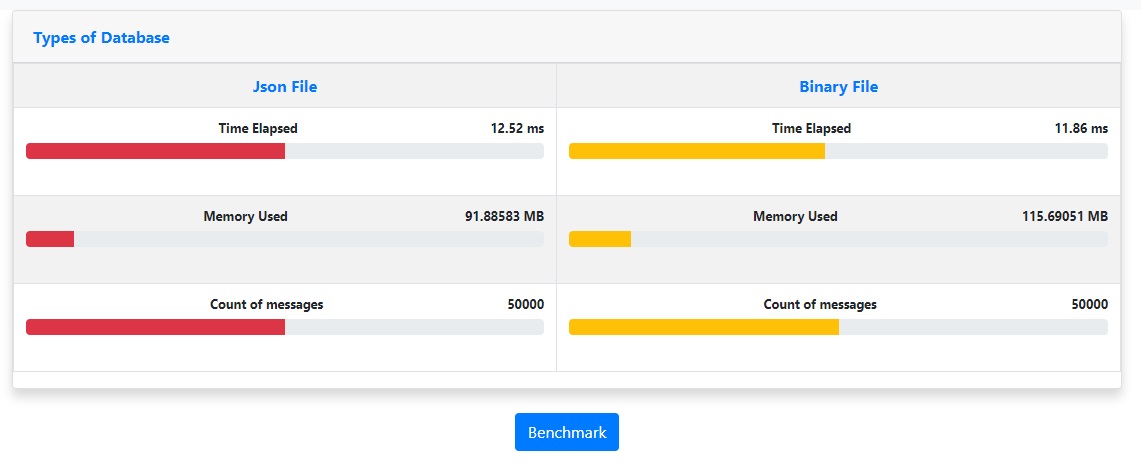 Types of Database
Json File Binary File
Time Elapsed 12.52 ms Time Elapsed 11.86 ms
Memory Used 91.88583 MB Memory Used 115.69051 MB
Count of messages 50000 Count of messages 50000
Benchmark